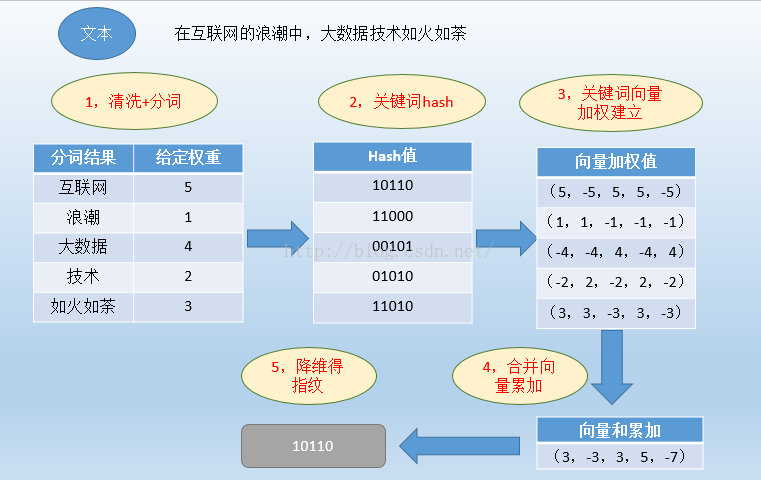 文本
在互联网的浪潮中，大数据技术如火如荼
1，清洗+分词
2，关键词hash
3，关键词向量
加权建立
分词结果 给定权重
互联网 5
浪潮 1
大数据 4
技术 2
如火如荼 3
Hash值
10110
11000
00101
01010
11010
向量加权值
（5，-5，5，5，-5）
（1，1，-1，-1，-1）
（-4，-4，4，-4，4）
（-2，2，-2，2，-2）
（3，3，-3，3，-3）
http://blog.csdn.net/
5，降维得
指纹
4，合并向
量累加
10110
向量和累加
（3，-3，3，5，-7）